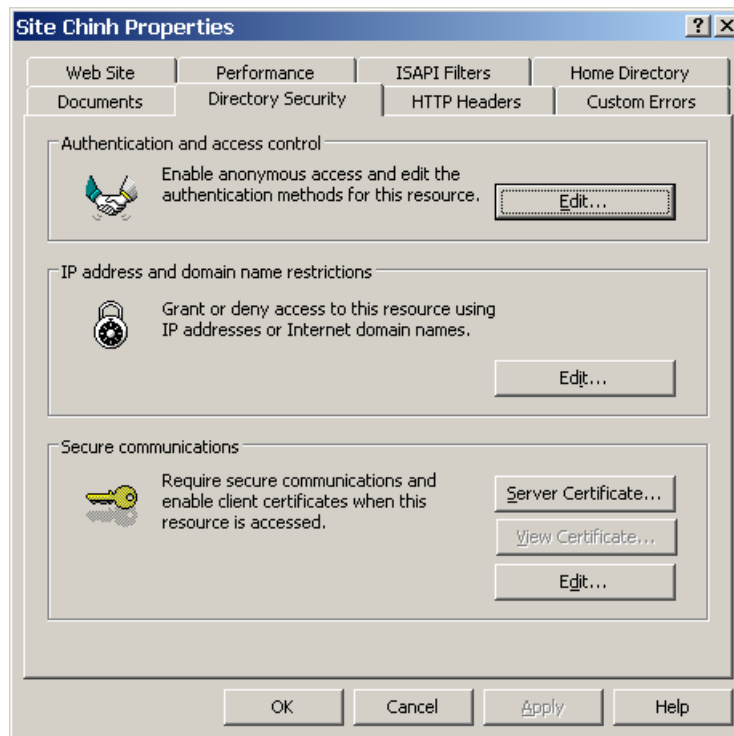 Site Chinh Properties
Web Site Performance ISAPI Filters Home Directory
Documents Directory Security HTTP Headers Custom Errors
Authentication and access control
Enable anonymous access and edit the
authentication methods for this resource.
Edit...
IP address and domain name restrictions
Grant or deny access to this resource using
IP addresses or Internet domain names.
Edit...
Secure communications
Require secure communications and
enable client certificates when this
resource is accessed.
Server Certificate...
View Certificate...
Edit...
OK Cancel Apply Help